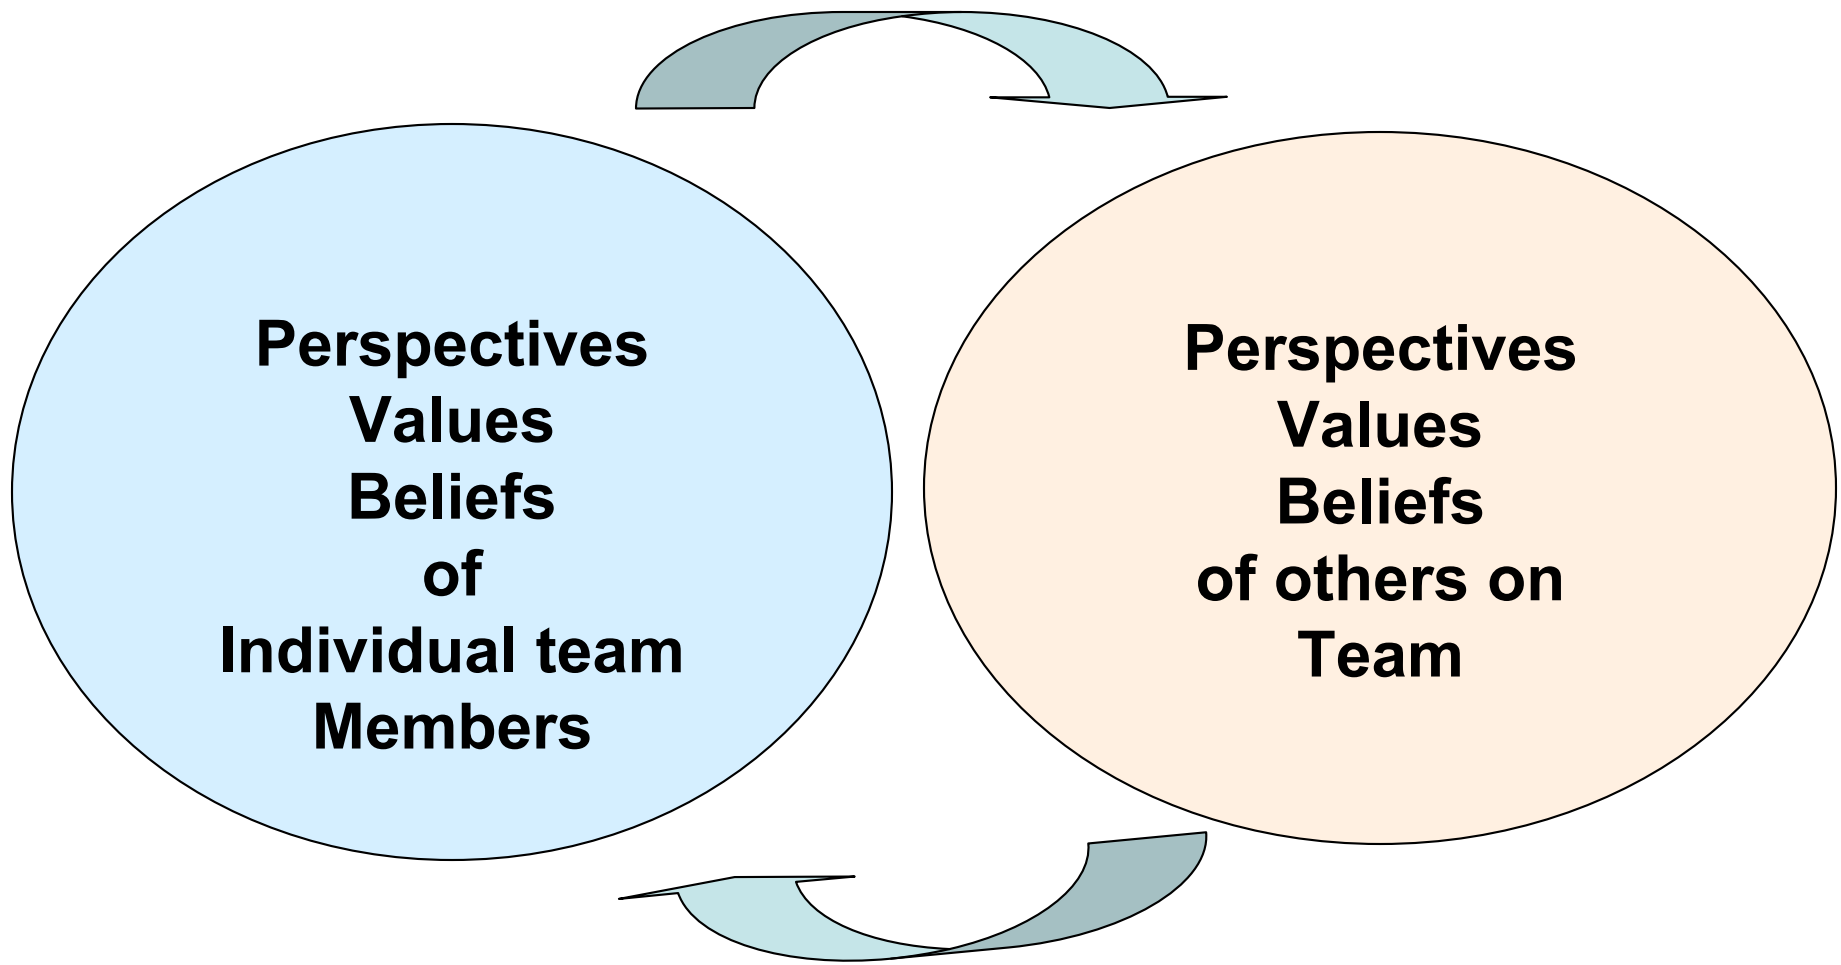 Perspectives
Values
Beliefs
of
Individual team
Members
Perspectives
Values
Beliefs
of others on
Team